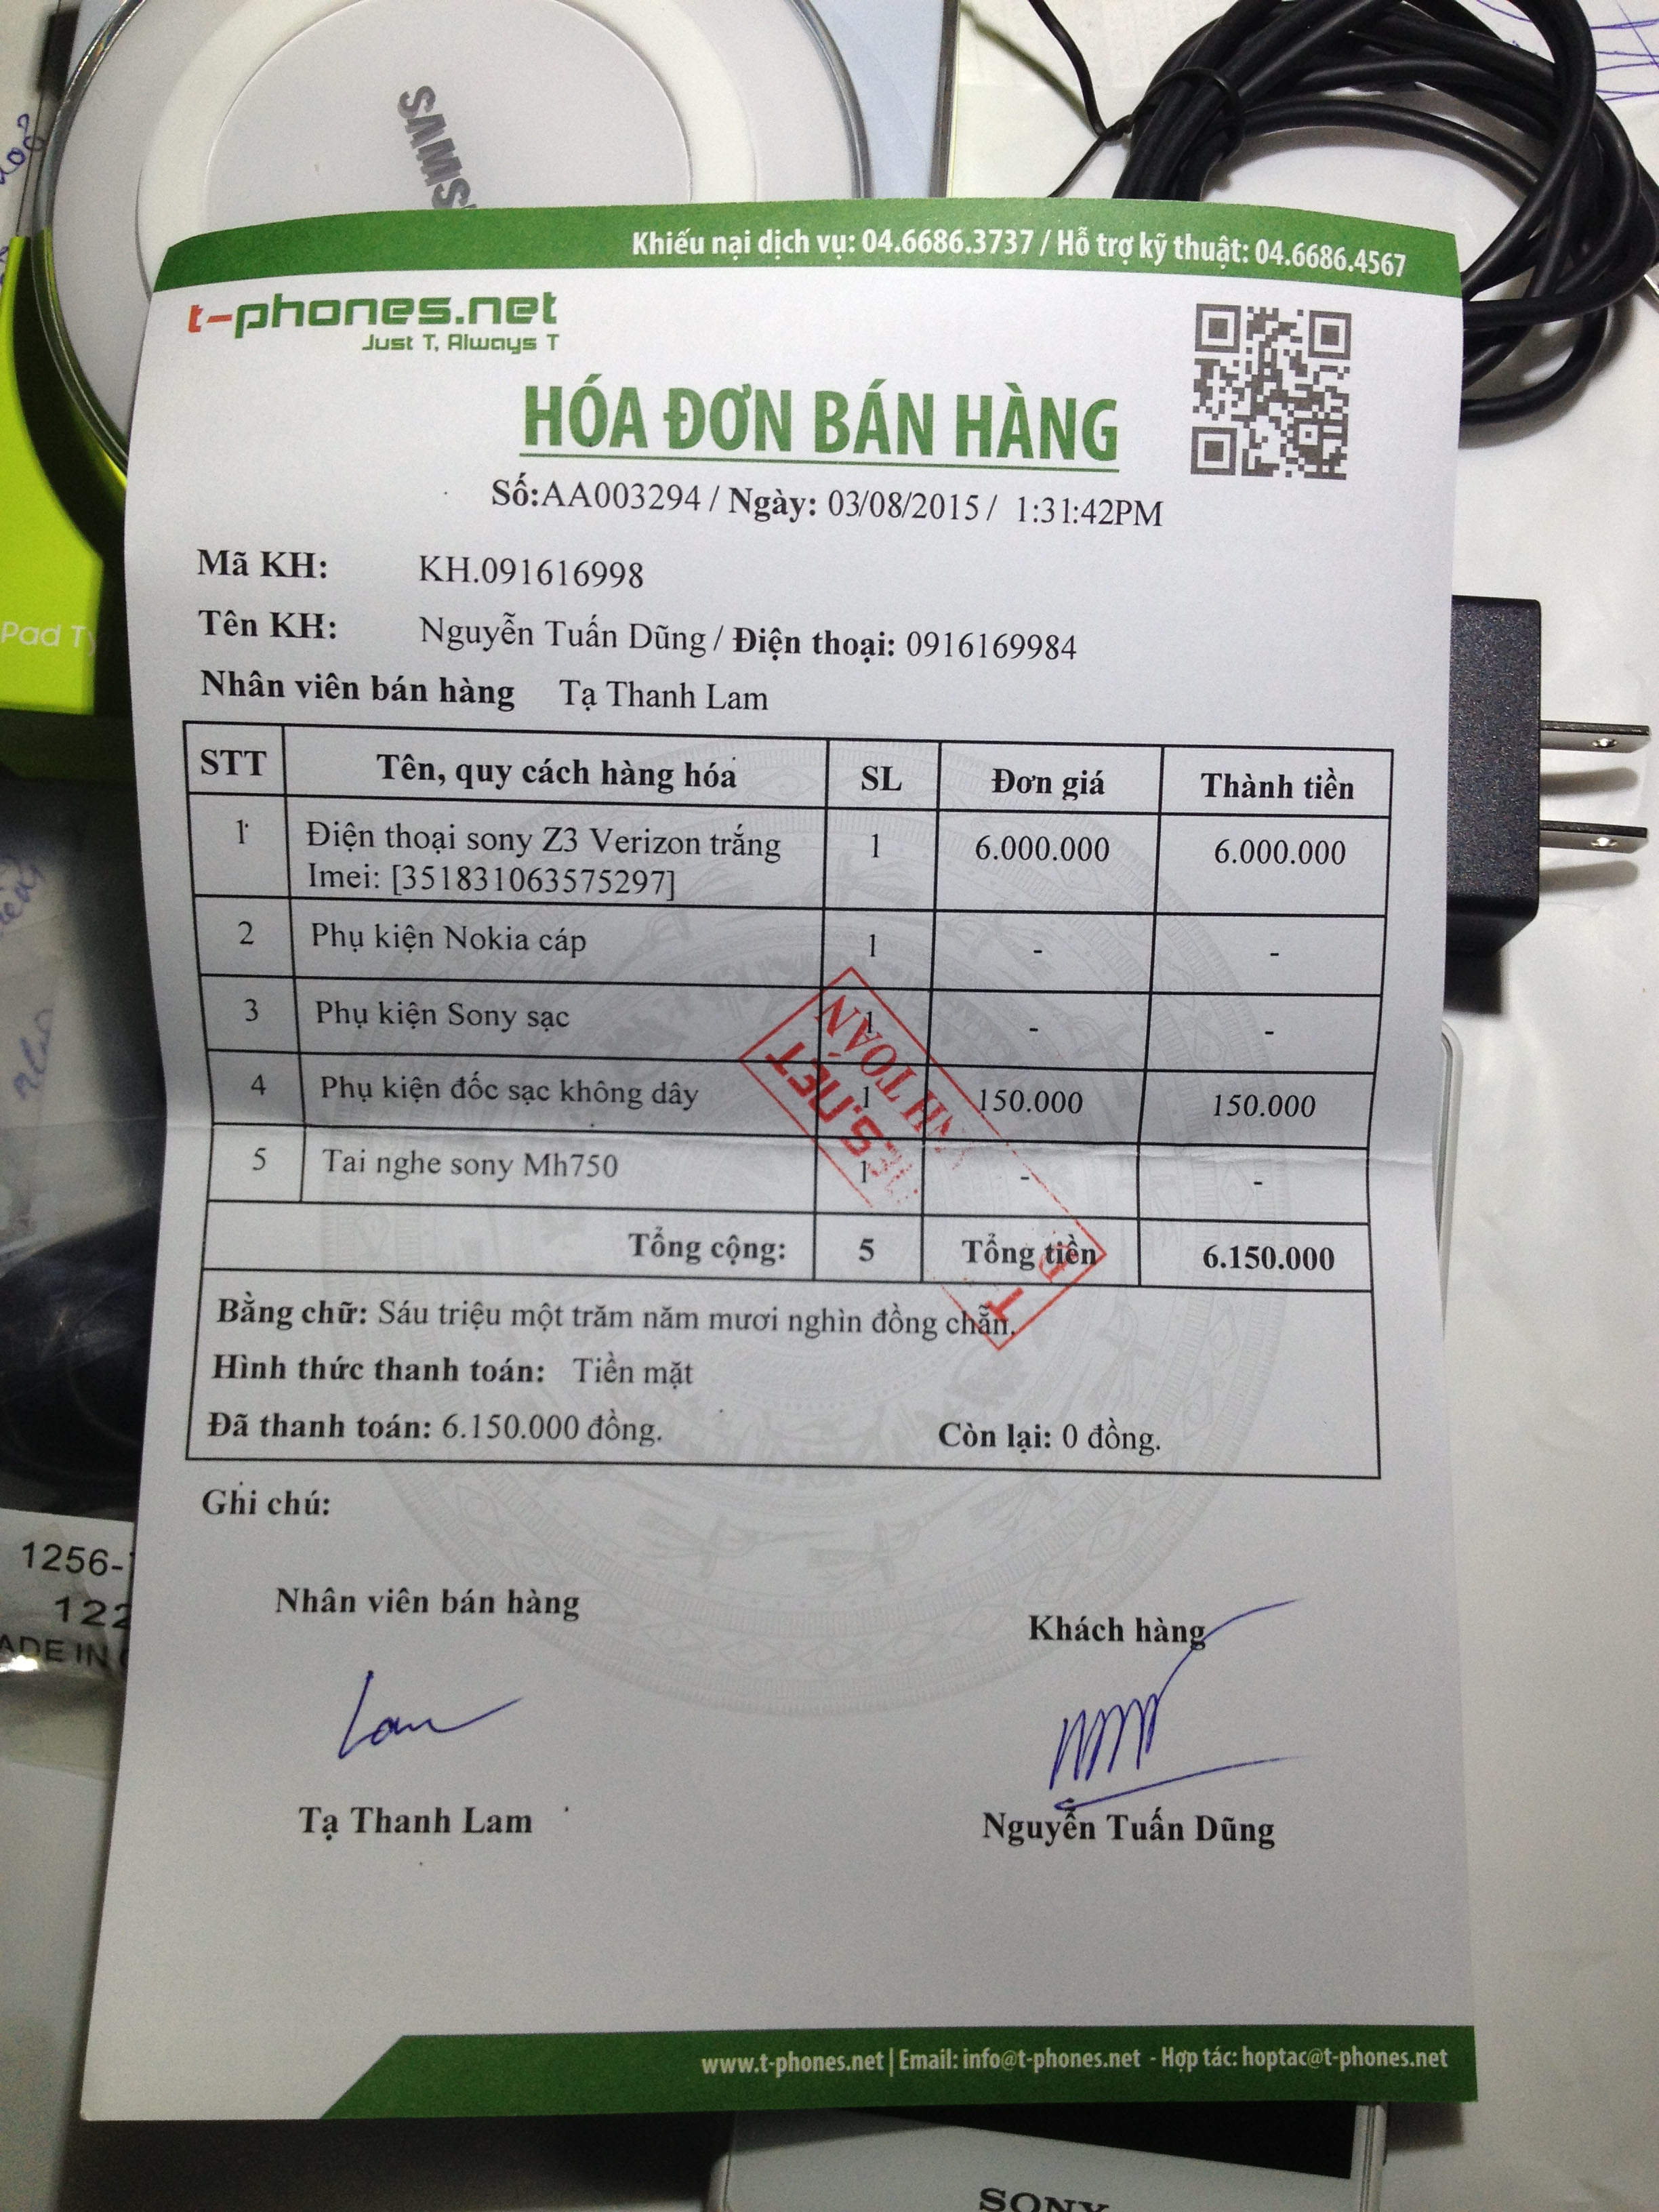 SAMS
Khiếu nại dịch vụ: 04.6686.3737 / Hỗ trợ kỹ thuật: 04.6686.4567
t-phones.net
Just T, Always T
HÓA ĐƠN BÁN HÀNG
Số:AA003294 / Ngày: 03/08/2015 / 1:31:42PM
Mã KH: KH.091616998
Tên KH: Nguyễn Tuấn Dũng / Điện thoại: 0916169984
Pad Ty
Nhân viên bán hàng Tạ Thanh Lam
STT Tên, quy cách hàng hóa SL Đơn giá Thành tiền
1 Điện thoại sony Z3 Verizon trắng 1 6.000.000 6.000.000
Imei: [351831063575297]
2 Phụ kiện Nokia cáp 1 - -
3 Phụ kiện Sony sạc 1 - -
4 Phụ kiện đốc sạc không dây 1 150.000 150.000
5 Tai nghe sony Mh750 1 - -
Tổng cộng: 5 Tổng tiền 6.150.000
Bằng chữ: Sáu triệu một trăm năm mươi nghìn đồng chẵn.
Hình thức thanh toán: Tiền mặt
Đã thanh toán: 6.150.000 đồng. Còn lại: 0 đồng.
Ghi chú:
1256-
122
ADE IN
Nhân viên bán hàng Khách hàng
Lam
Tạ Thanh Lam Nguyễn Tuấn Dũng
www.t-phones.net | Email: info@t-phones.net - Hợp tác: hoptac@t-phones.net
SONY